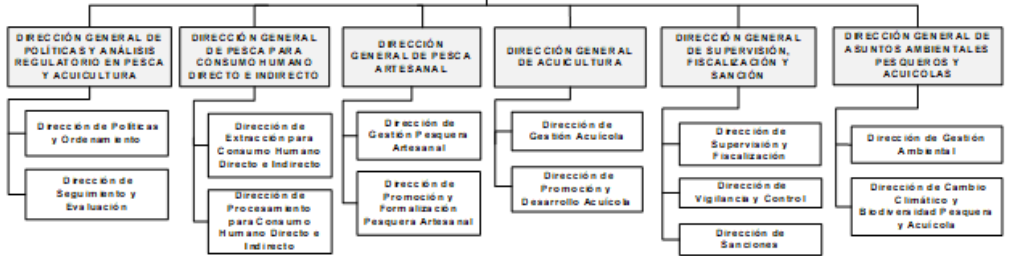 DIRECCIÓN GENERAL DE
POLÍTICAS Y ANÁLISIS
REGULATORIO EN PESCA
Y ACUICULTURA
DIRECCIÓN GENERAL
DE PESCA PARA
CONSUMO HUMANO
DIRECTO E INDIRECTO
DIRECCIÓN
GENERAL DE PESCA
ARTESANAL
DIRECCIÓN GENERAL
DE ACUICULTURA
DIRECCIÓN GENERAL
DE SUPERVISIÓN,
FISCALIZACIÓN Y
SANCIÓN
DIRECCIÓN GENERAL DE
ASUNTOS AMBIENTALES
PESQUEROS Y
ACUICOLAS
Dirección de Políticas
y Ordenamiento
Dirección de
Seguimiento y
Evaluación
Dirección de
Extracción para
Consumo Humano
Directo e Indirecto
Dirección de
Procesamiento
para Consumo
Humano Directo e
Indirecto
Dirección de
Gestión Pesquera
Artesanal
Dirección de
Promoción y
Formalización
Pesquera Artesanal
Dirección de
Gestión Acuícola
Dirección de
Promoción y
Desarrollo Acuícola
Dirección de
Supervisión y
Fiscalización
Dirección de
Vigilancia y Control
Dirección de
Sanciones
Dirección de Gestión
Ambiental
Dirección de Cambio
Climático y
Biodiversidad Pesquera
y Acuícola